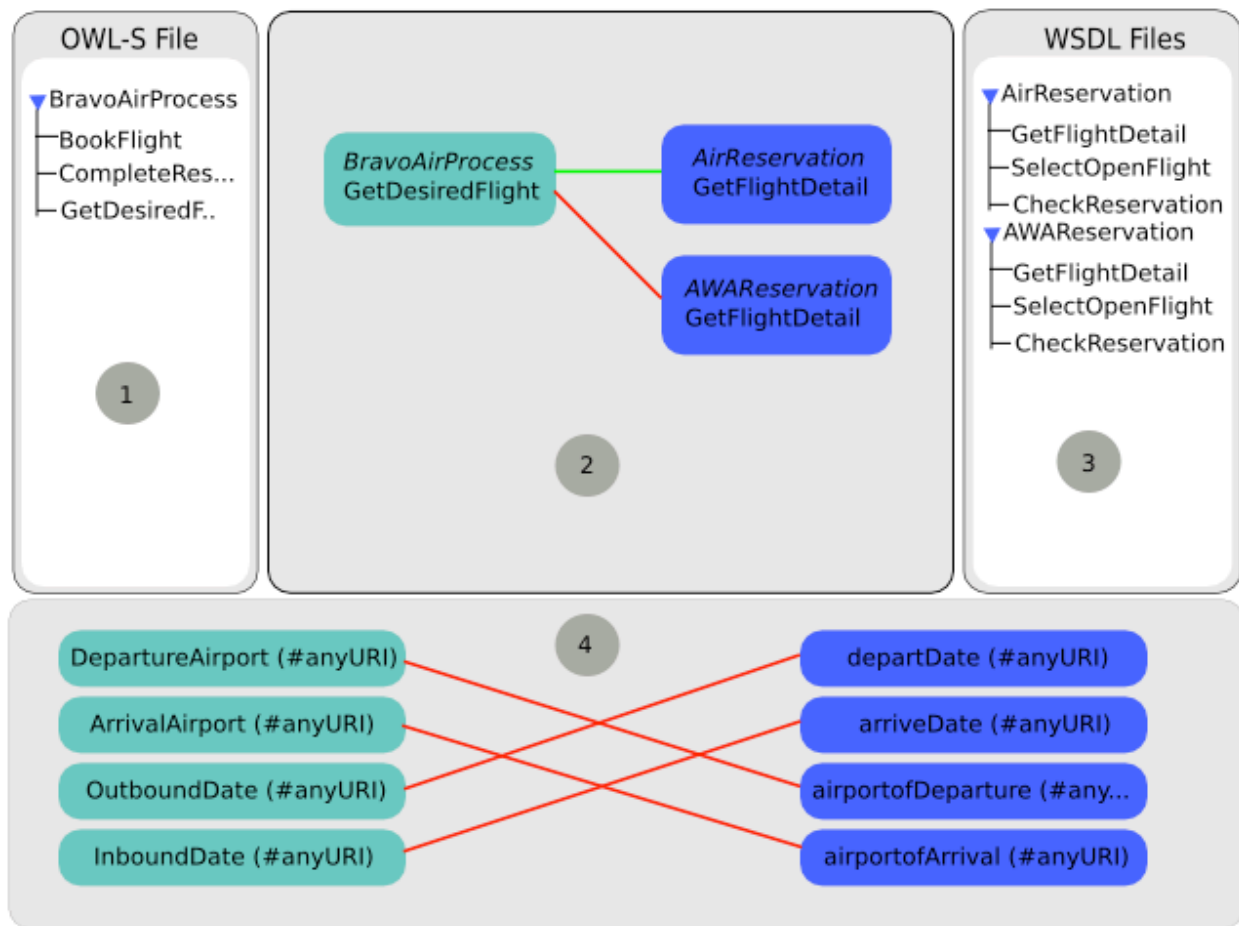 OWL-S File
BravoAirProcess
BookFlight
CompleteRes...
GetDesiredF..
1
BravoAirProcess
GetDesiredFlight
AirReservation
GetFlightDetail
AWAReservation
GetFlightDetail
2
WSDL Files
AirReservation
GetFlightDetail
SelectOpenFlight
CheckReservation
AWAReservation
GetFlightDetail
SelectOpenFlight
CheckReservation
3
4
DepartureAirport (#anyURI)
ArrivalAirport (#anyURI)
OutboundDate (#anyURI)
InboundDate (#anyURI)
departDate (#anyURI)
arriveDate (#anyURI)
airportofDeparture (#any...
airportofArrival (#anyURI)